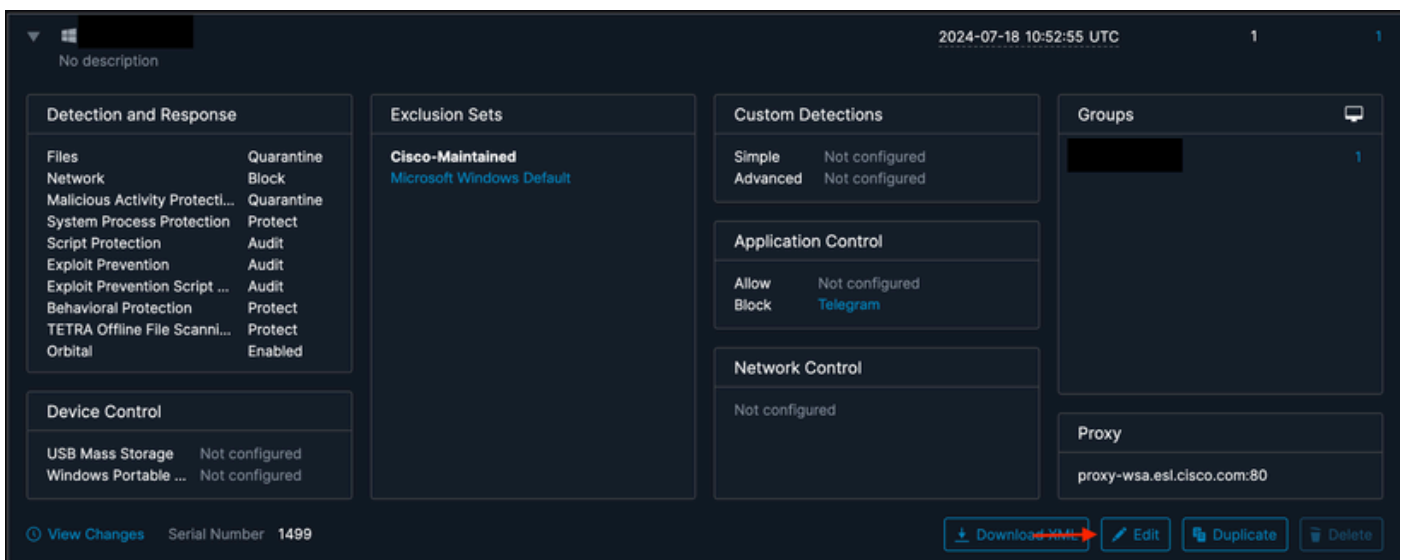 2024-07-18 10:52:55 UTC 1 1
No description
Detection and Response
Files Quarantine
Network Block
Malicious Activity Protecti... Quarantine
System Process Protection Protect
Script Protection Audit
Exploit Prevention Audit
Exploit Prevention Script ... Audit
Behavioral Protection Protect
TETRA Offline File Scanni... Protect
Orbital Enabled
Device Control
USB Mass Storage Not configured
Windows Portable ... Not configured
Exclusion Sets
Cisco-Maintained
Microsoft Windows Default
Custom Detections
Simple Not configured
Advanced Not configured
Application Control
Allow Not configured
Block Telegram
Network Control
Not configured
Groups
1
Proxy
proxy-wsa.esl.cisco.com:80
View Changes Serial Number 1499 Download XML Edit Duplicate Delete